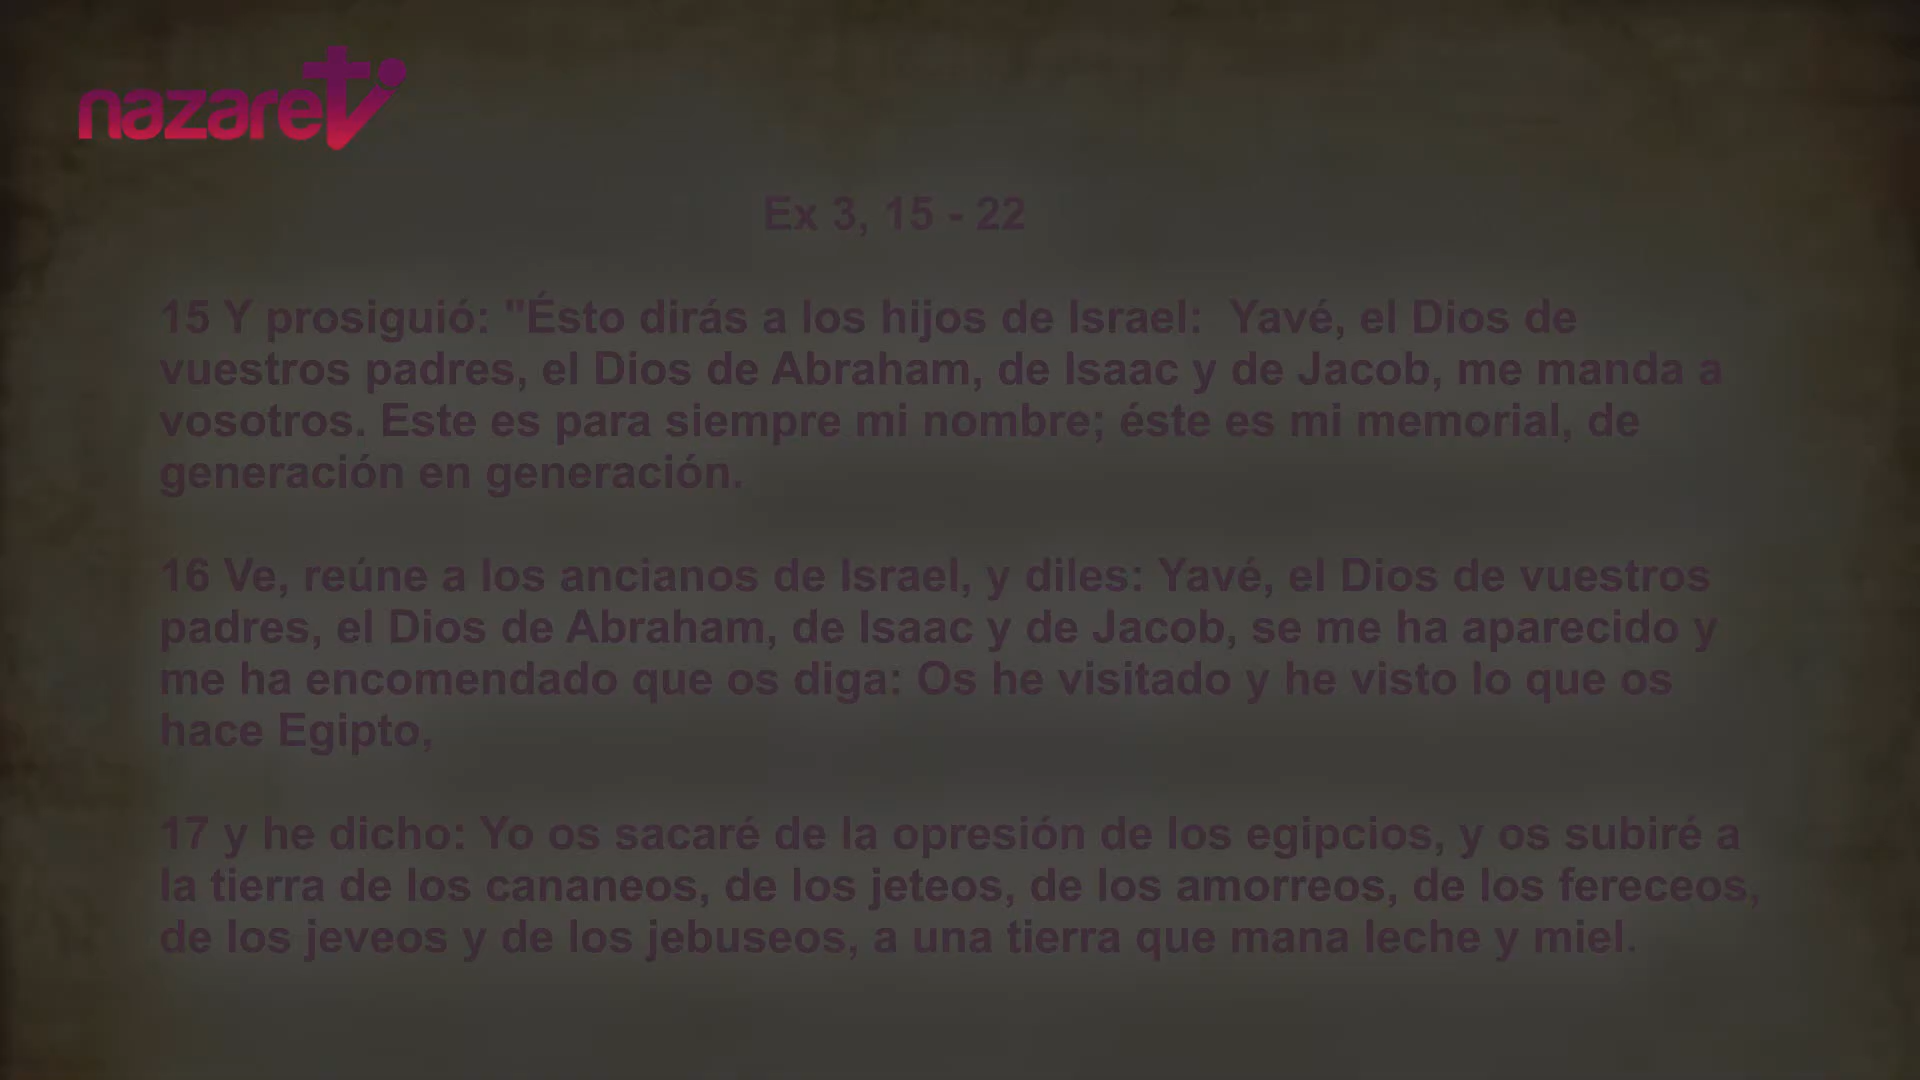 nazaretv
Ex 3, 15 - 22
15 Y prosiguió: "Ésto dirás a los hijos de Israel:  Yavé, el Dios de
vuestros padres, el Dios de Abraham, de Isaac y de Jacob, me manda a
vosotros. Este es para siempre mi nombre; éste es mi memorial, de
generación en generación.
16 Ve, reúne a los ancianos de Israel, y diles: Yavé, el Dios de vuestros
padres, el Dios de Abraham, de Isaac y de Jacob, se me ha aparecido y
me ha encomendado que os diga: Os he visitado y he visto lo que os
hace Egipto,
17 y he dicho: Yo os sacaré de la opresión de los egipcios, y os subiré a
la tierra de los cananeos, de los jeteos, de los amorreos, de los fereceos,
de los jeveos y de los jebuseos, a una tierra que mana leche y miel.